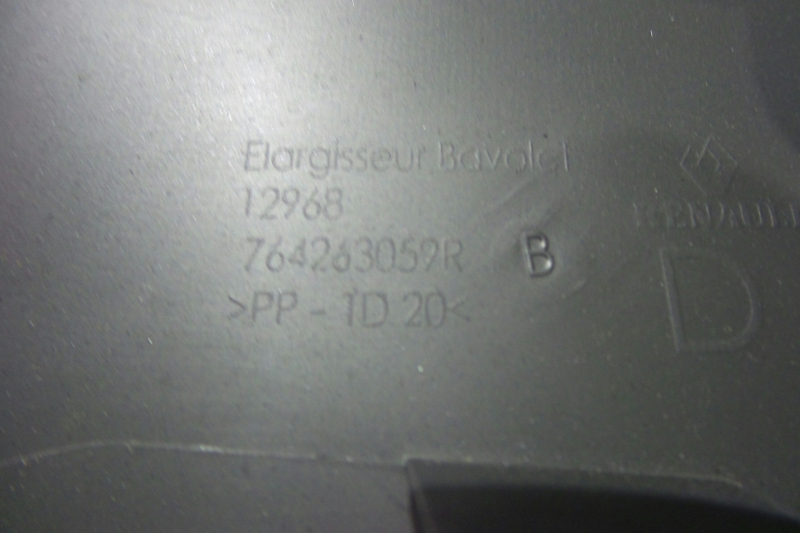 Elargisseur Bavolet
12968
764263059R B
>PP - TD 20<
RENAULT
D